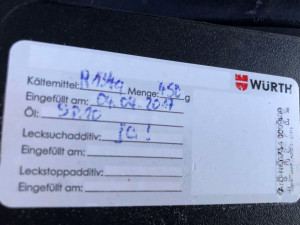 Kältemittel: R134a Menge: 450 g
WÜRTH
Eingefüllt am: 04.04.2017
Öl: SP10
Lecksuchadditiv: ja!
Eingefüllt am:
Leckstoppadditiv:
Eingefüllt am: